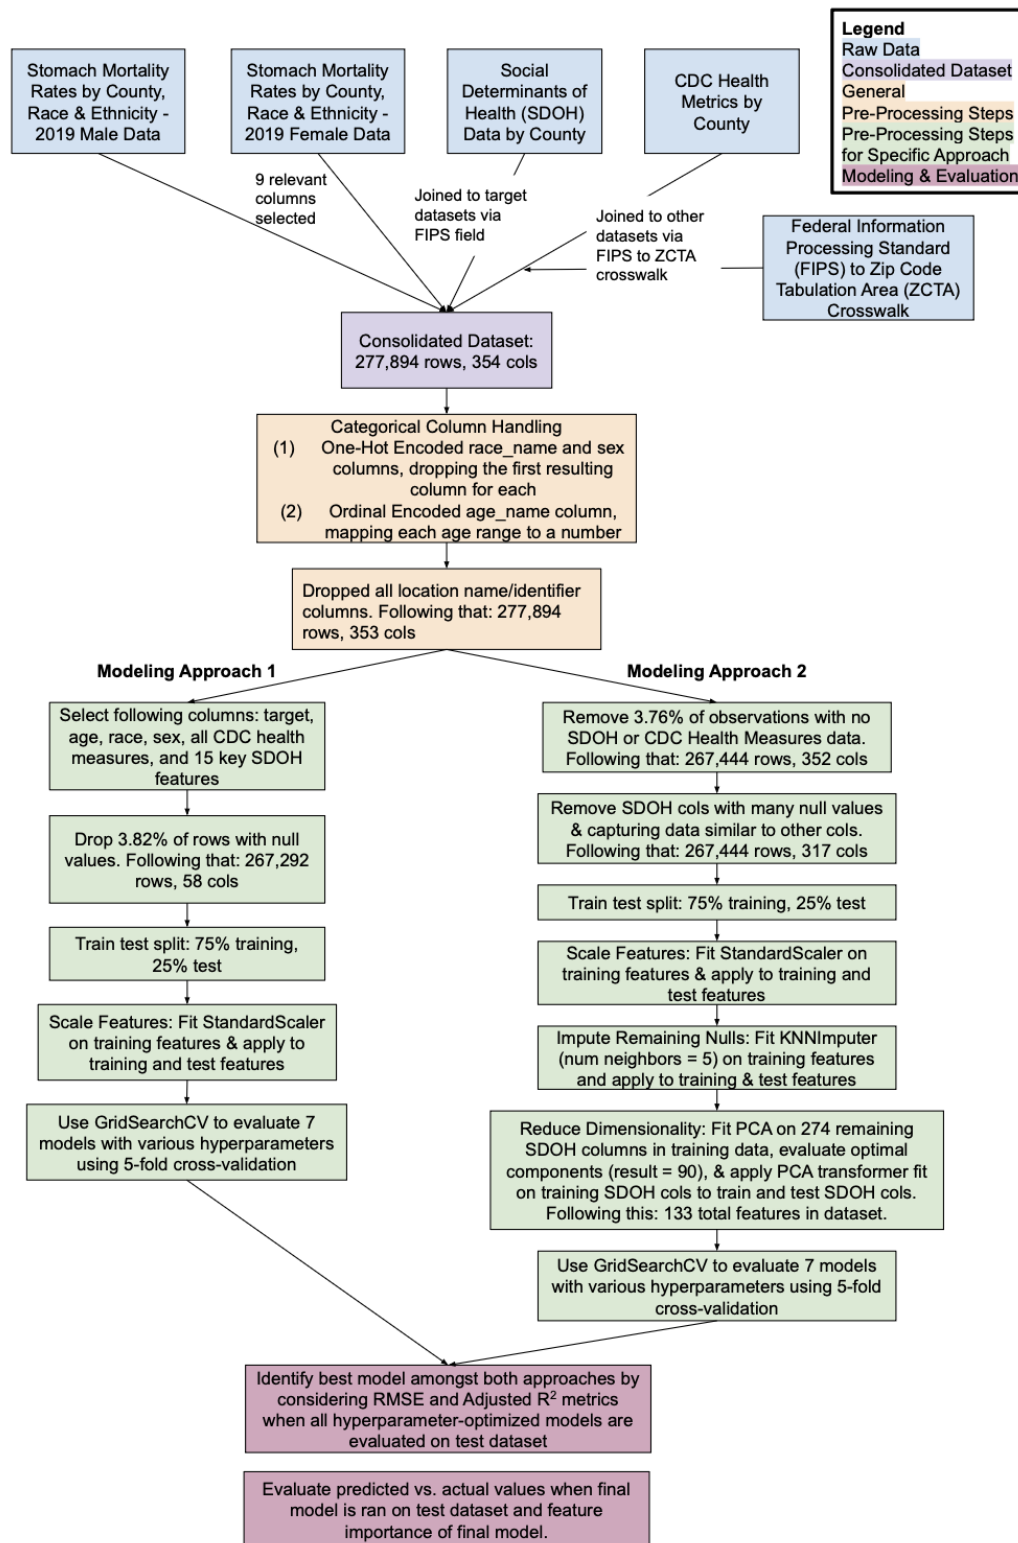 Legend
Raw Data
Consolidated Dataset
General
Pre-Processing Steps
Pre-Processing Steps
for Specific Approach
Modeling & Evaluation
Stomach Mortality
Rates by County,
Race & Ethnicity -
2019 Male Data
Stomach Mortality
Rates by County,
Race & Ethnicity -
2019 Female Data
Social
Determinants of
Health (SDOH)
Data by County
CDC Health
Metrics by
County
9 relevant
columns
selected
Joined to target
datasets via
FIPS field
Joined to other
datasets via
FIPS to ZCTA
crosswalk
Federal Information
Processing Standard
(FIPS) to Zip Code
Tabulation Area (ZCTA)
Crosswalk
Consolidated Dataset:
277,894 rows, 354 cols
Categorical Column Handling
(1) One-Hot Encoded race_name and sex
columns, dropping the first resulting
column for each
(2) Ordinal Encoded age_name column,
mapping each age range to a number
Dropped all location name/identifier
columns. Following that: 277,894
rows, 353 cols
Modeling Approach 1
Select following columns: target,
age, race, sex, all CDC health
measures, and 15 key SDOH
features
Drop 3.82% of rows with null
values. Following that: 267,292
rows, 58 cols
Train test split: 75% training,
25% test
Scale Features: Fit StandardScaler
on training features & apply to
training and test features
Use GridSearchCV to evaluate 7
models with various hyperparameters
using 5-fold cross-validation
Modeling Approach 2
Remove 3.76% of observations with no
SDOH or CDC Health Measures data.
Following that: 267,444 rows, 352 cols
Remove SDOH cols with many null values
& capturing data similar to other cols.
Following that: 267,444 rows, 317 cols
Train test split: 75% training, 25% test
Scale Features: Fit StandardScaler on
training features & apply to training and
test features
Impute Remaining Nulls: Fit KNNImputer
(num neighbors = 5) on training features
and apply to training & test features
Reduce Dimensionality: Fit PCA on 274 remaining
SDOH columns in training data, evaluate optimal
components (result = 90), & apply PCA transformer fit
on training SDOH cols to train and test SDOH cols.
Following this: 133 total features in dataset.
Use GridSearchCV to evaluate 7 models
with various hyperparameters using 5-fold
cross-validation
Identify best model amongst both approaches by
considering RMSE and Adjusted R² metrics
when all hyperparameter-optimized models are
evaluated on test dataset
Evaluate predicted vs. actual values when final
model is ran on test dataset and feature
importance of final model.